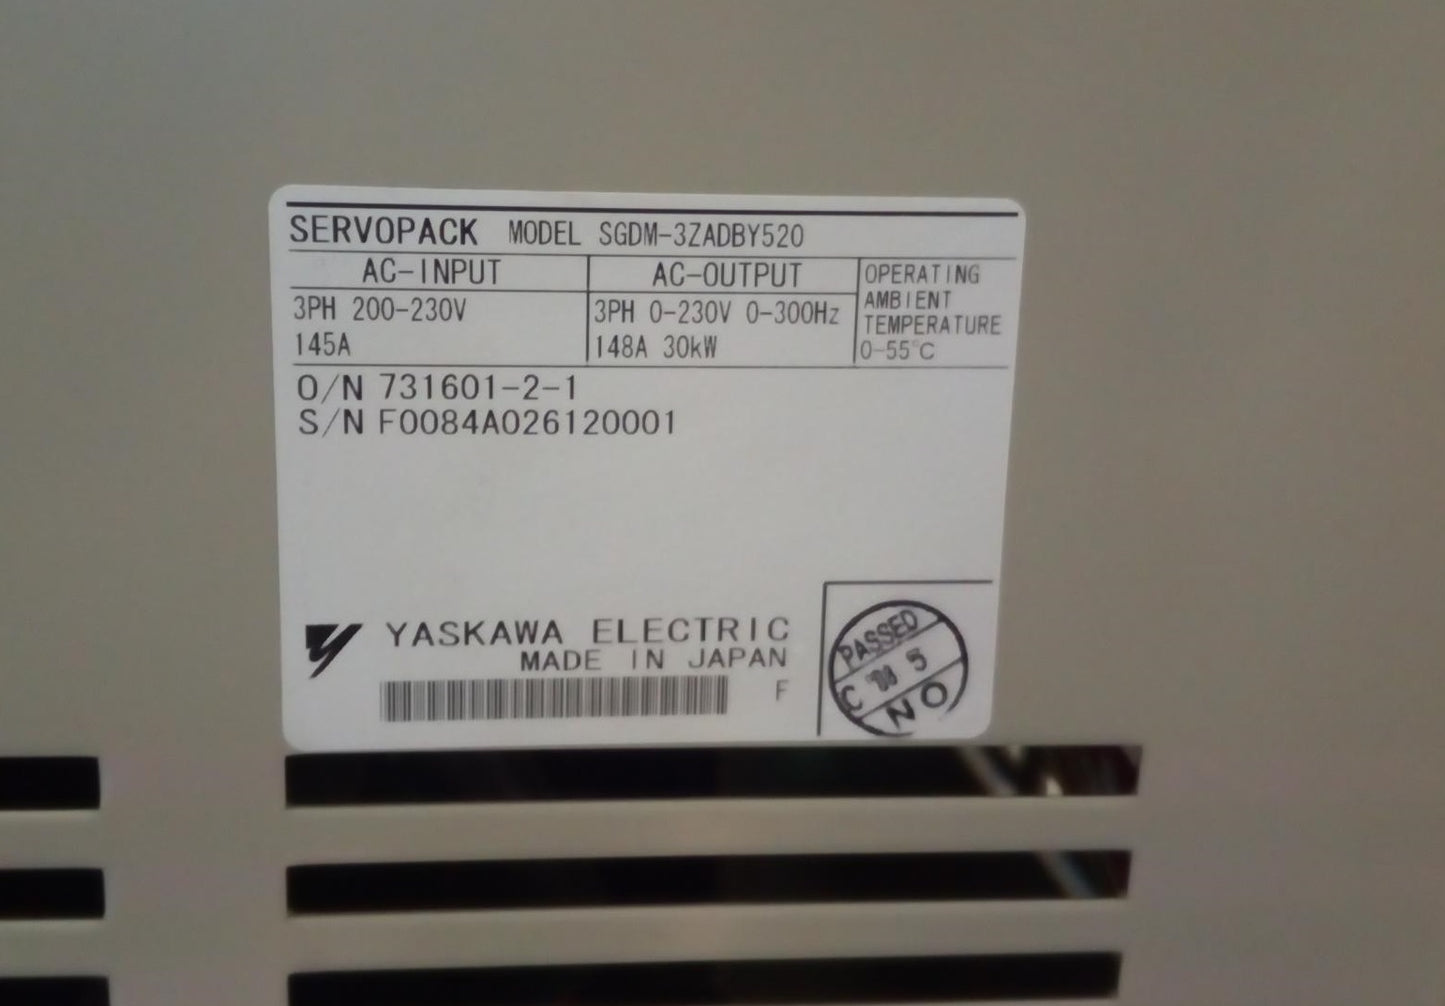 SERVOPACK MODEL SGDM-3ZADBY520
AC-INPUT
3PH 200-230V
145A
AC-OUTPUT
3PH 0-230V 0-300Hz
148A 30kW
OPERATING
AMBIENT
TEMPERATURE
0-55°C
O/N 731601-2-1
S/N F0084A026120001
YASKAWA ELECTRIC
MADE IN JAPAN
F
PASSED
C 5
NO